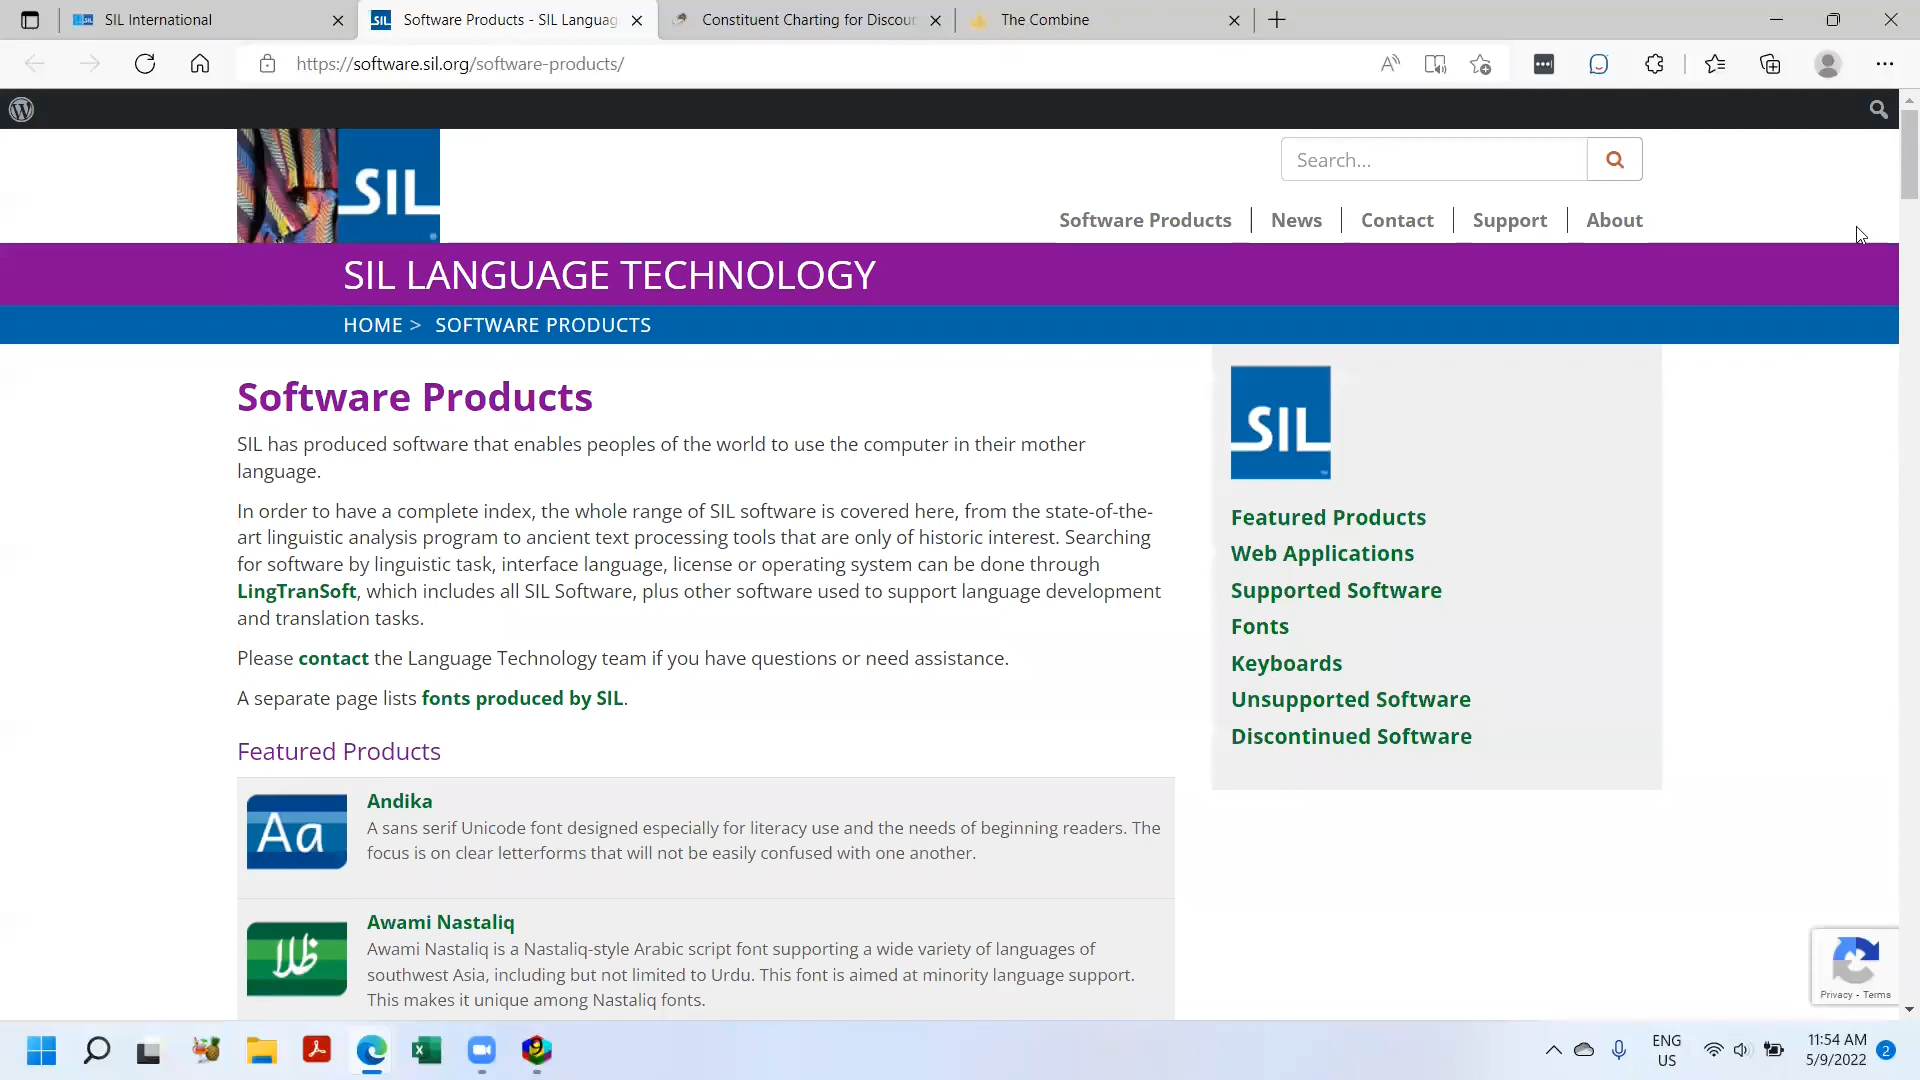 SIL International
Software Products - SIL Languag
Constituent Charting for Discour
The Combine
https://software.sil.org/software-products/
SIL
Search...
Software Products
News
Contact
Support
About
SIL LANGUAGE TECHNOLOGY
HOME > SOFTWARE PRODUCTS
Software Products
SIL has produced software that enables peoples of the world to use the computer in their mother
language.
In order to have a complete index, the whole range of SIL software is covered here, from the state-of-the-
art linguistic analysis program to ancient text processing tools that are only of historic interest. Searching
for software by linguistic task, interface language, license or operating system can be done through
LingTranSoft, which includes all SIL Software, plus other software used to support language development
and translation tasks.
Please contact the Language Technology team if you have questions or need assistance.
A separate page lists fonts produced by SIL.
Featured Products
Aa
Andika
A sans serif Unicode font designed especially for literacy use and the needs of beginning readers. The
focus is on clear letterforms that will not be easily confused with one another.
Awami Nastaliq
Awami Nastaliq is a Nastaliq-style Arabic script font supporting a wide variety of languages of
southwest Asia, including but not limited to Urdu. This font is aimed at minority language support.
This makes it unique among Nastaliq fonts.
SIL
Featured Products
Web Applications
Supported Software
Fonts
Keyboards
Unsupported Software
Discontinued Software
Privacy - Terms
ENG
US
11:54 AM
5/9/2022
2